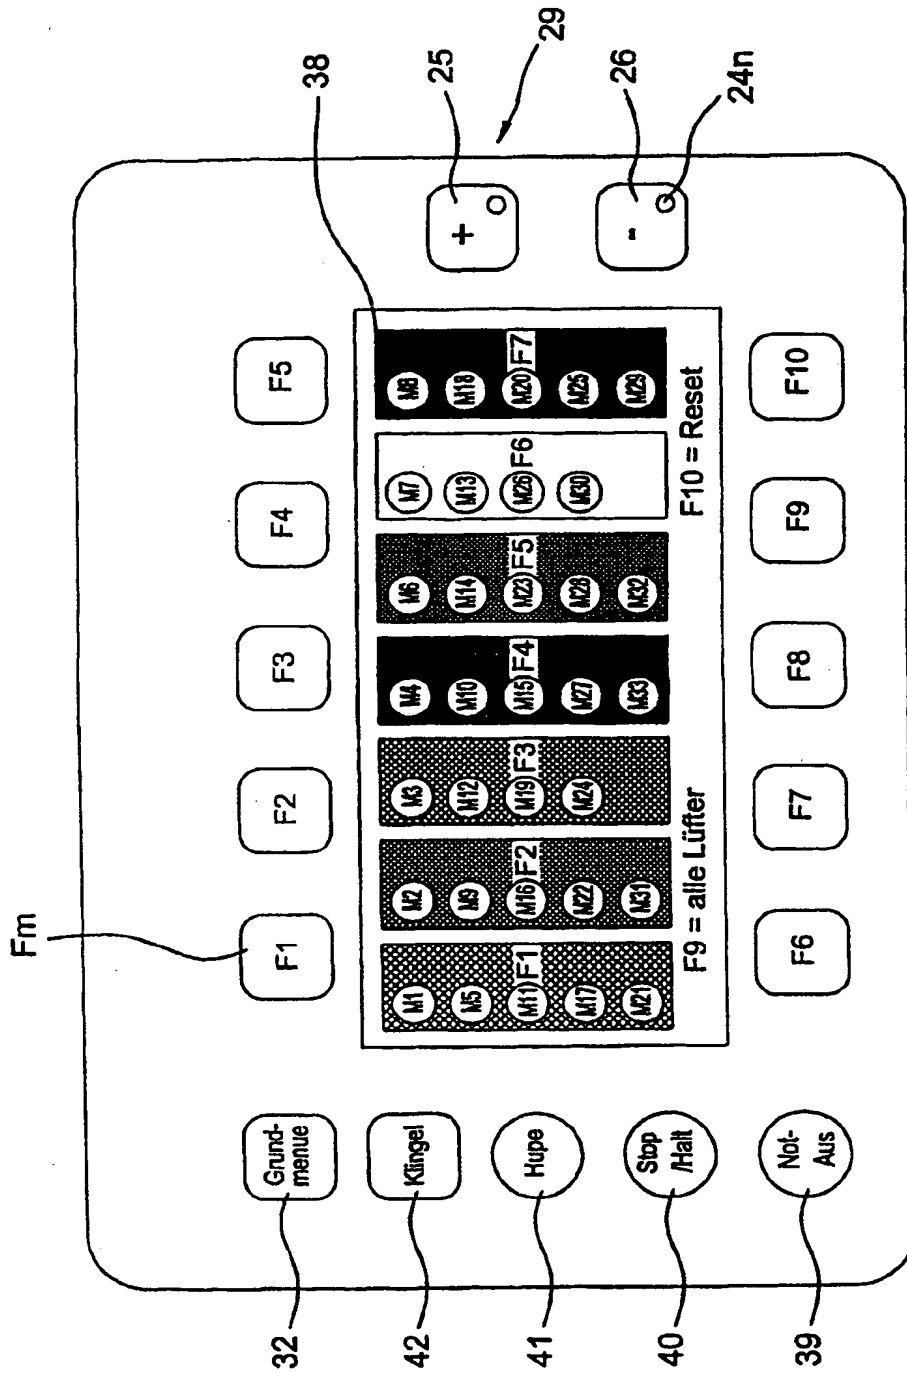 Fm
38
25
29
26
24n
32
42
41
40
39
Grund-
menue
Klingel
Hupe
Stop
/Halt
Not-
Aus
F1 F2 F3 F4 F5
M1 M2 M3 M4 M6 M7 M8
M5 M9 M12 M10 M14 M13 M18
M11 F1 M16 F2 M19 F3 M15 F4 M23 F5 M26 F6 M20 F7
M17 M22 M24 M27 M28 M30 M25
M21 M31 M33 M32 M29
F9 = alle Lüfter F10 = Reset
F6 F7 F8 F9 F10
+
-